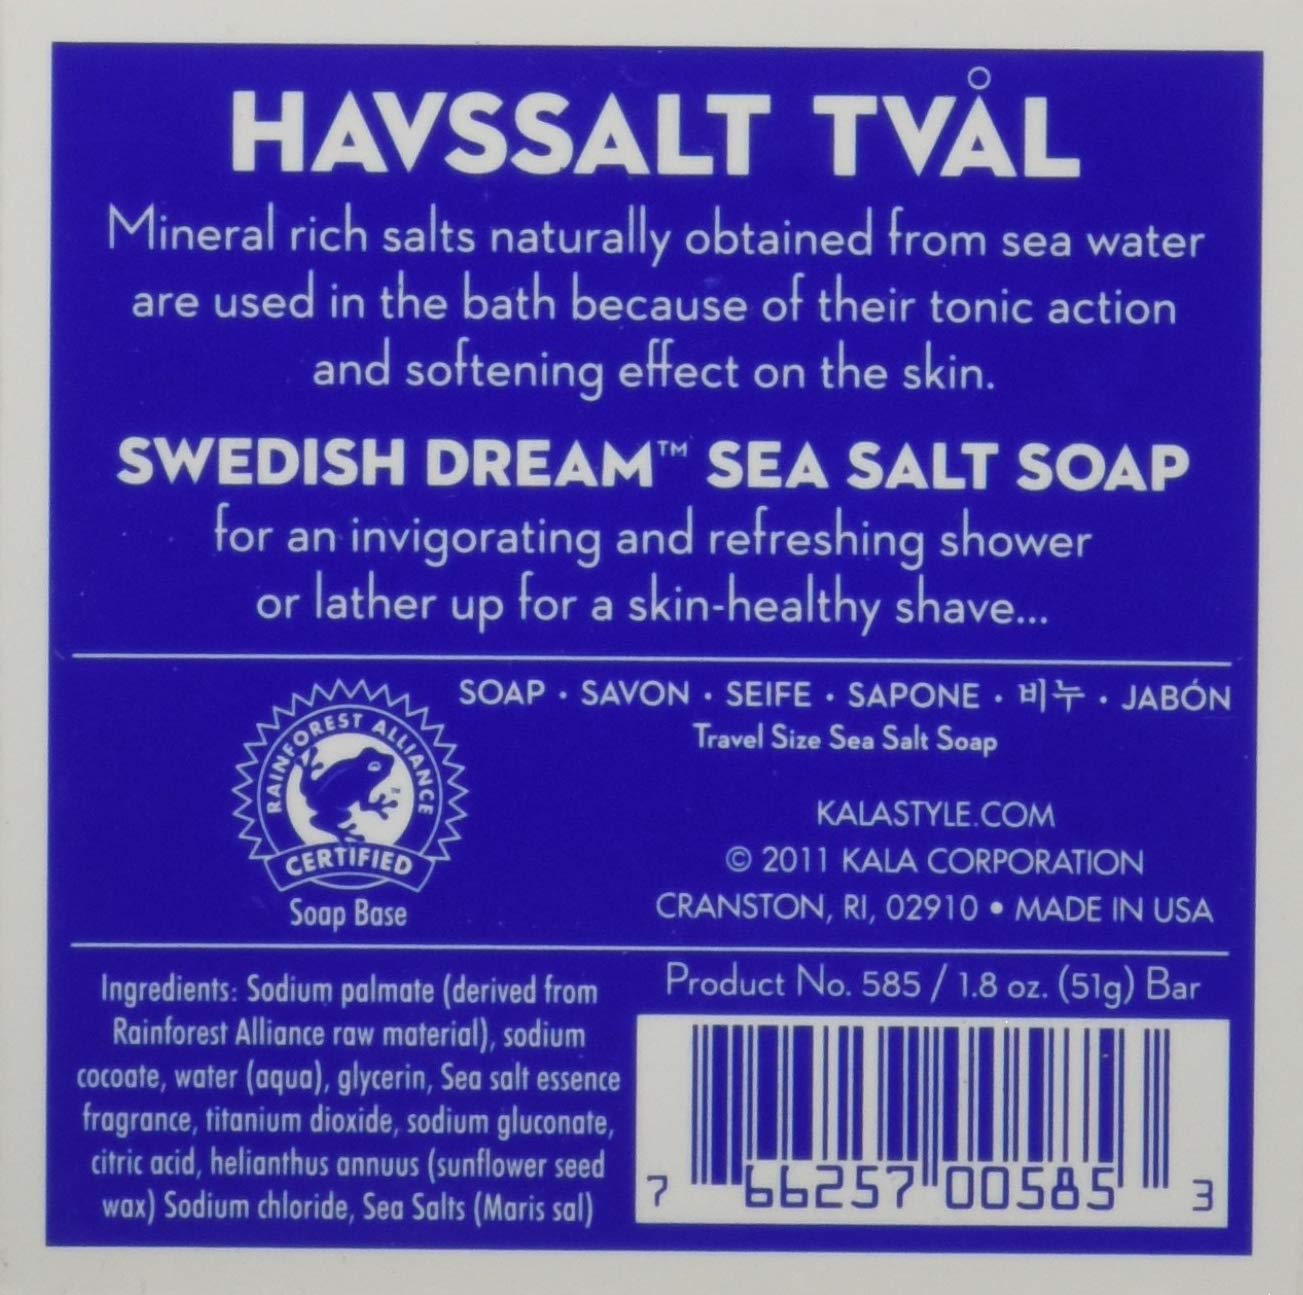 HAVSSALT TVÅL
Mineral rich salts naturally obtained from sea water
are used in the bath because of their tonic action
and softening effect on the skin.
SWEDISH DREAM™ SEA SALT SOAP
for an invigorating and refreshing shower
or lather up for a skin-healthy shave...
RAINFOREST ALLIANCE
CERTIFIED
Soap Base
SOAP · SAVON · SEIFE · SAPONE · 비누 · JABÓN
Travel Size Sea Salt Soap
KALASTYLE.COM
© 2011 KALA CORPORATION
CRANSTON, RI, 02910 • MADE IN USA
Ingredients: Sodium palmate (derived from
Rainforest Alliance raw material), sodium
cocoate, water (aqua), glycerin, Sea salt essence
fragrance, titanium dioxide, sodium gluconate,
citric acid, helianthus annuus (sunflower seed
wax) Sodium chloride, Sea Salts (Maris sal)
Product No. 585 / 1.8 oz. (51g) Bar
7 66257 00585 3